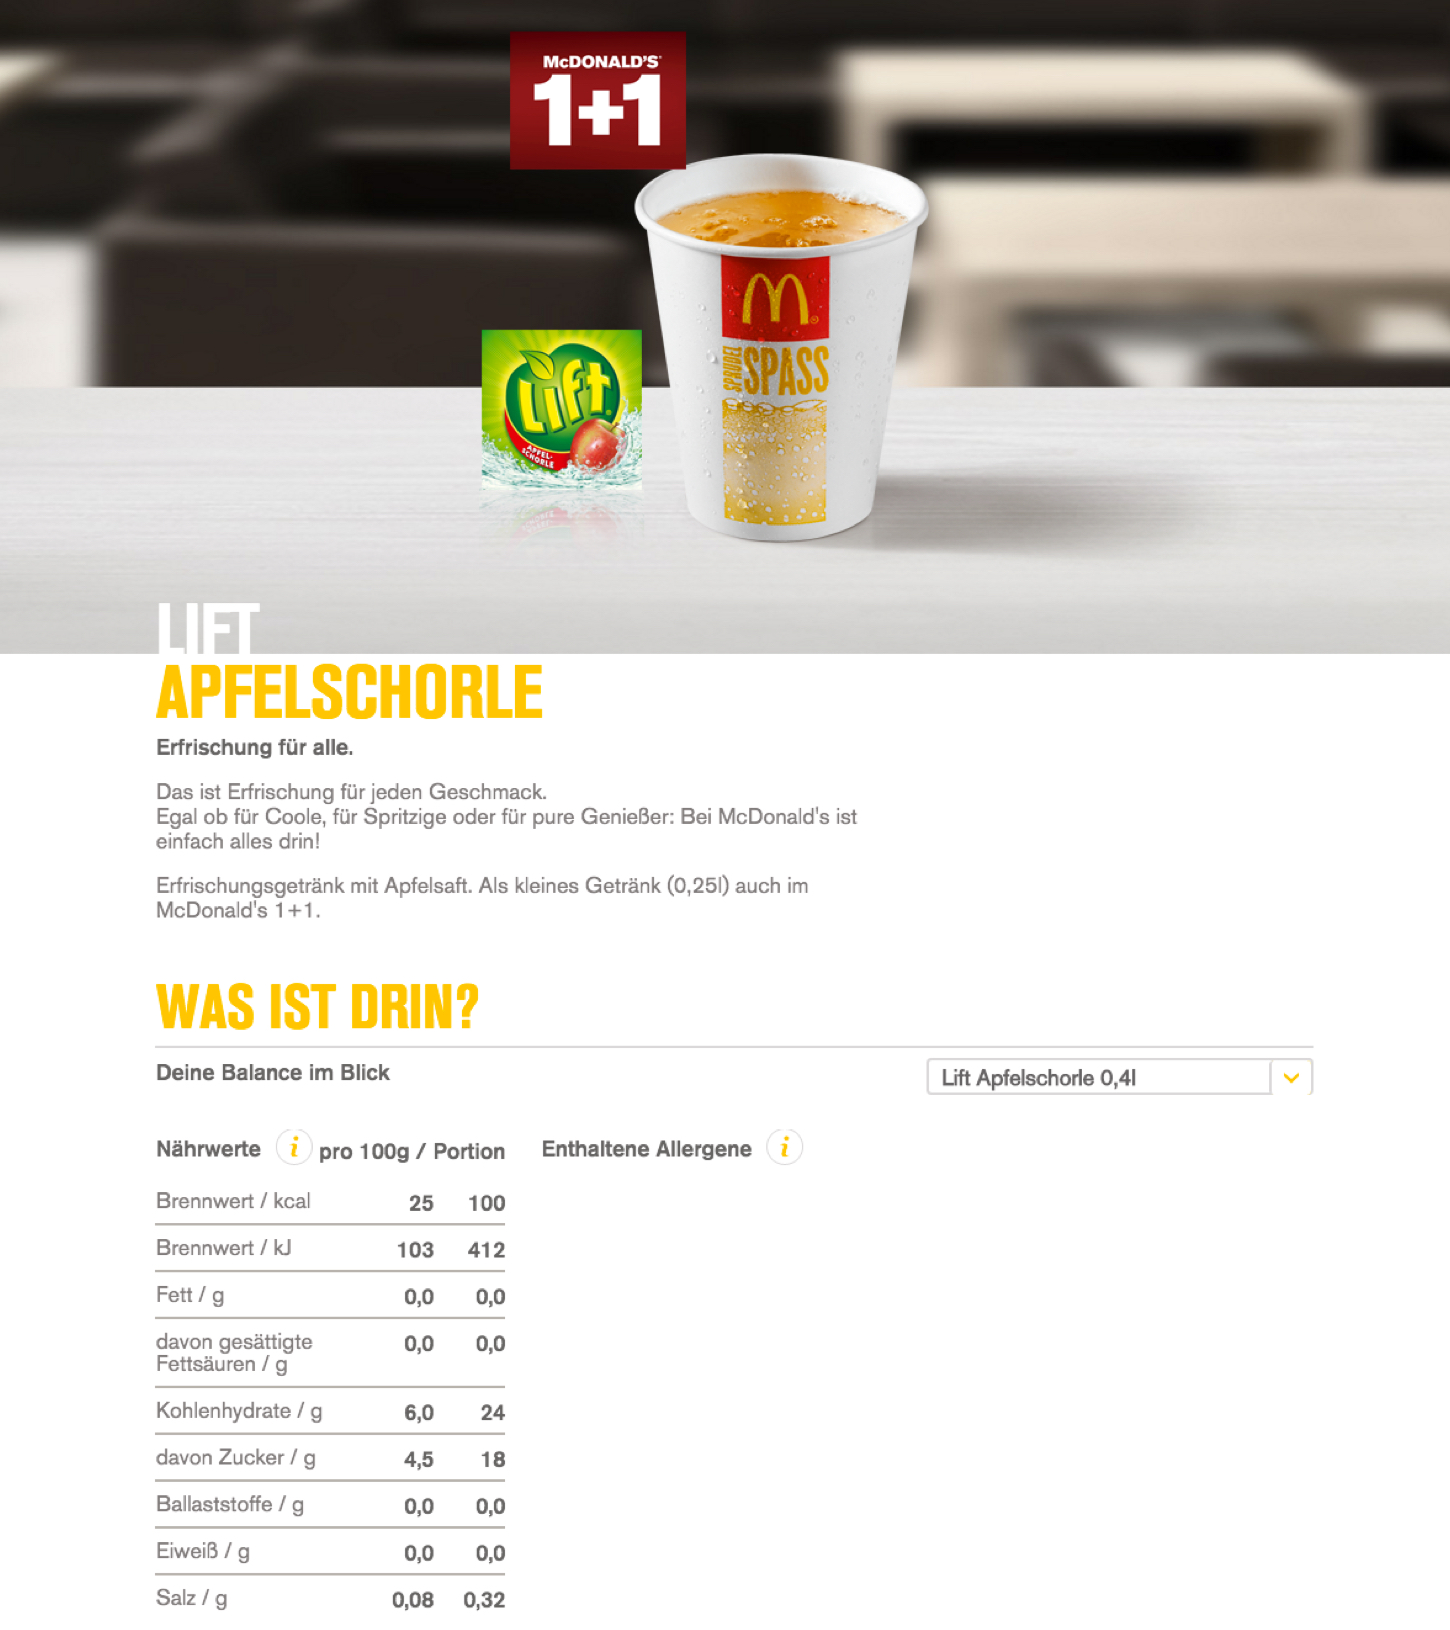 McDONALD'S
1+1
M
SPRUDEL
SPASS
Lift
APFEL-
SCHORLE
LIFT
APFELSCHORLE
Erfrischung für alle.
Das ist Erfrischung für jeden Geschmack.
Egal ob für Coole, für Spritzige oder für pure Genießer: Bei McDonald's ist
einfach alles drin!
Erfrischungsgetränk mit Apfelsaft. Als kleines Getränk (0,25l) auch im
McDonald's 1+1.
WAS IST DRIN?
Deine Balance im Blick
Lift Apfelschorle 0,4l
Nährwerte i pro 100g / Portion Enthaltene Allergene i
Brennwert / kcal 25 100
Brennwert / kJ 103 412
Fett / g 0,0 0,0
davon gesättigte
Fettsäuren / g 0,0 0,0
Kohlenhydrate / g 6,0 24
davon Zucker / g 4,5 18
Ballaststoffe / g 0,0 0,0
Eiweiß / g 0,0 0,0
Salz / g 0,08 0,32